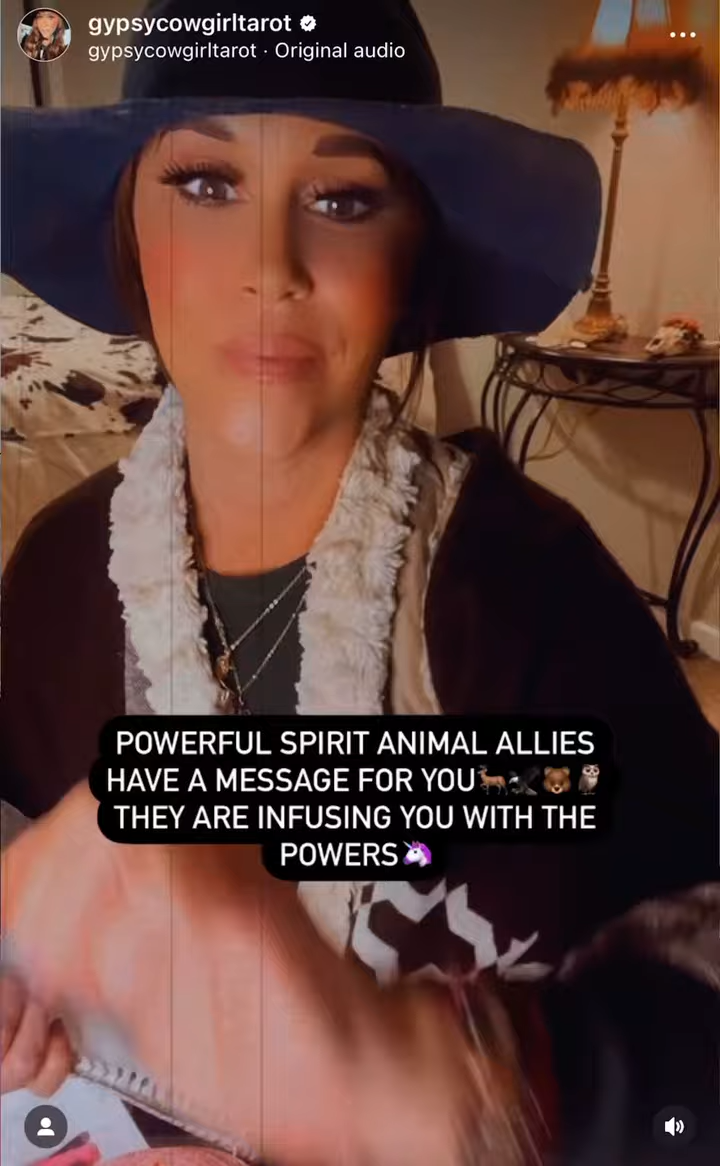 gypsycowgirltarot
gypsycowgirltarot · Original audio
POWERFUL SPIRIT ANIMAL ALLIES
HAVE A MESSAGE FOR YOU🦌🐦‍⬛🐻🦉
THEY ARE INFUSING YOU WITH THE
POWERS🦄